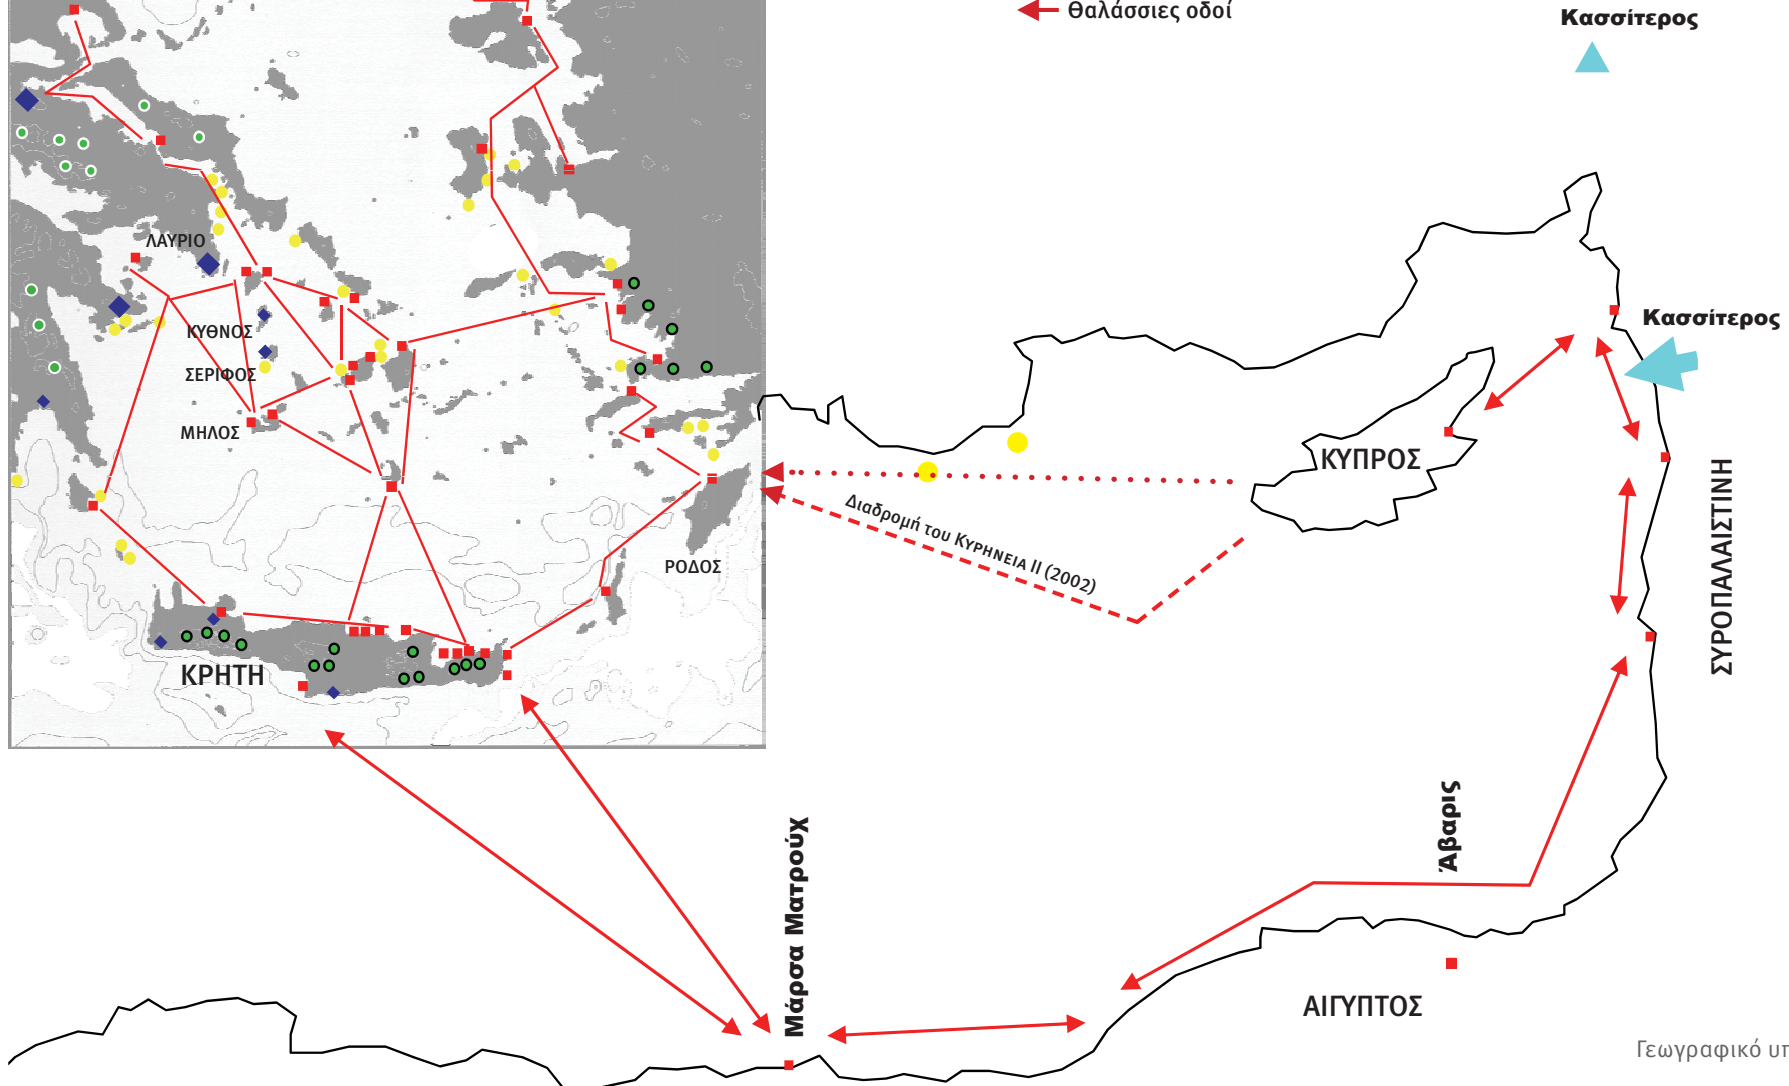 Θαλάσσιες οδοί
Κασσίτερος
ΛΑΥΡΙΟ
Κασσίτερος
ΚΥΘΝΟΣ
ΣΕΡΙΦΟΣ
ΜΗΛΟΣ
ΚΥΠΡΟΣ
Διαδρομή του ΚΥΡΗΝΕΙΑ ΙΙ (2002)
ΣΥΡΟΠΑΛΑΙΣΤΙΝΗ
ΡΟΔΟΣ
ΚΡΗΤΗ
Άβαρις
Μάρσα Ματρούχ
ΑΙΓΥΠΤΟΣ
Γεωγραφικό υπ